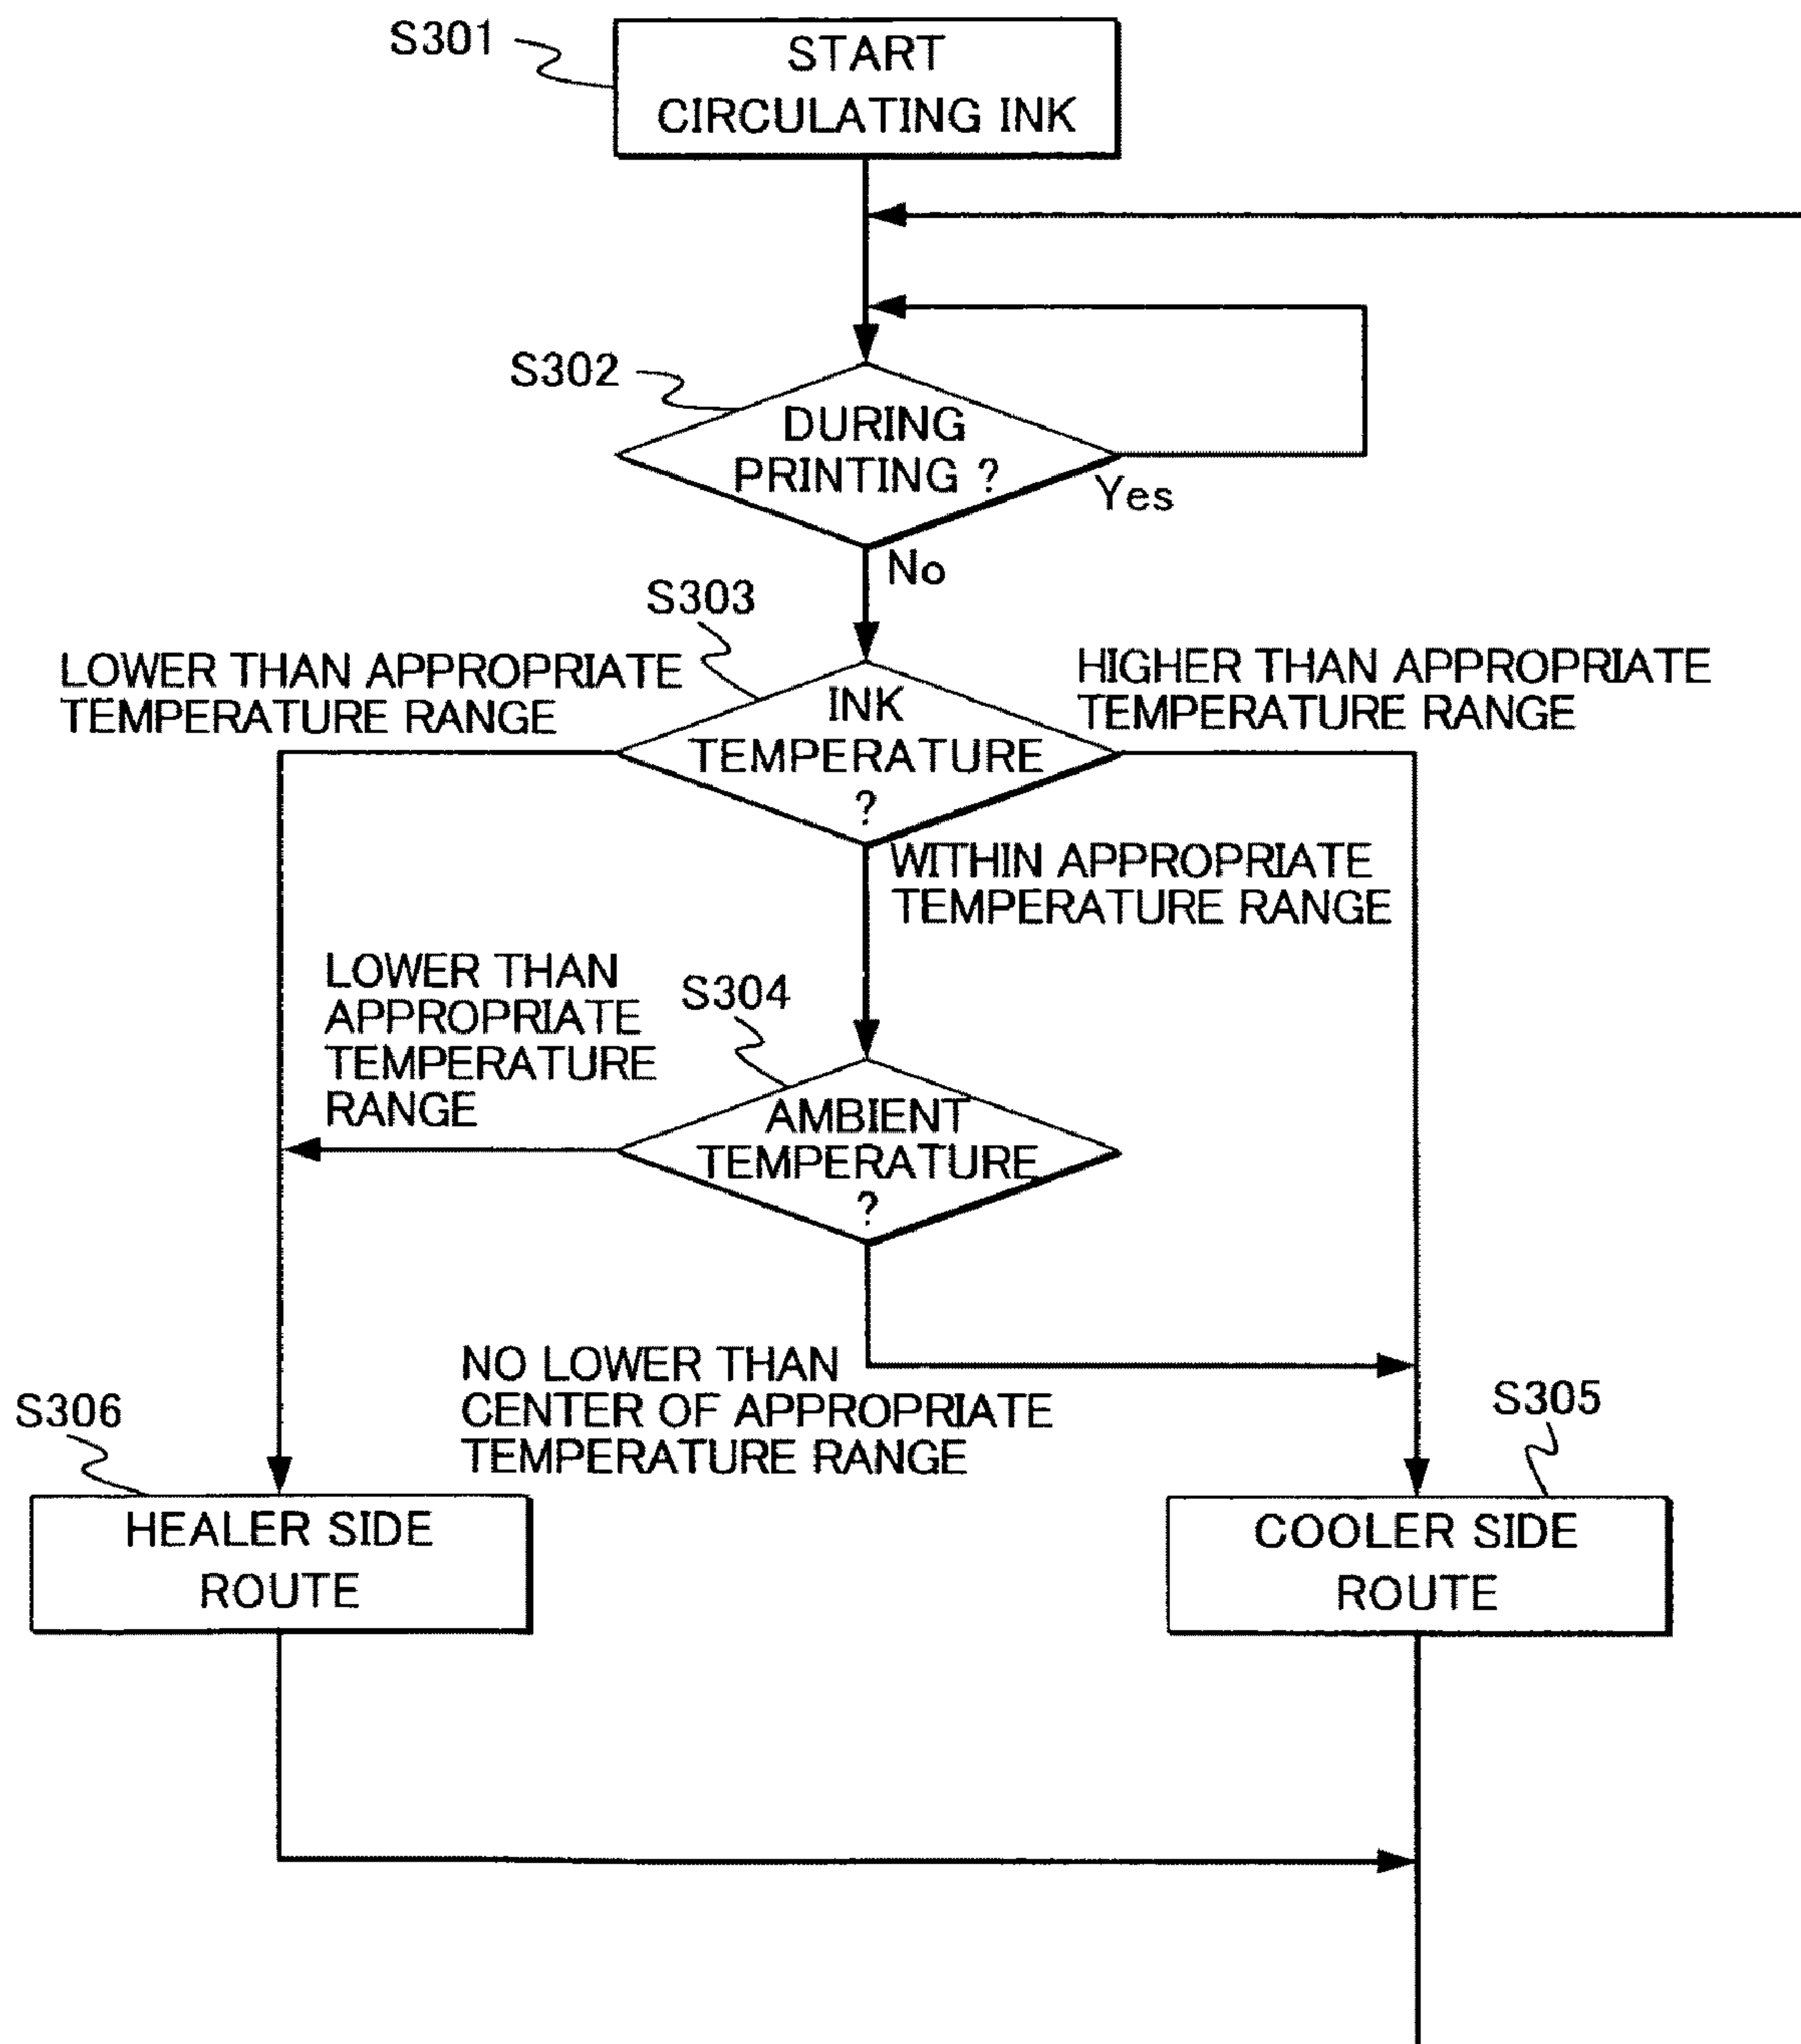 S301
START
CIRCULATING INK
S302
DURING
PRINTING ?
Yes
No
S303
LOWER THAN APPROPRIATE
TEMPERATURE RANGE
INK
TEMPERATURE
?
HIGHER THAN APPROPRIATE
TEMPERATURE RANGE
WITHIN APPROPRIATE
TEMPERATURE RANGE
LOWER THAN
APPROPRIATE
TEMPERATURE
RANGE
S304
AMBIENT
TEMPERATURE
?
NO LOWER THAN
CENTER OF APPROPRIATE
TEMPERATURE RANGE
S306
HEALER SIDE
ROUTE
S305
COOLER SIDE
ROUTE